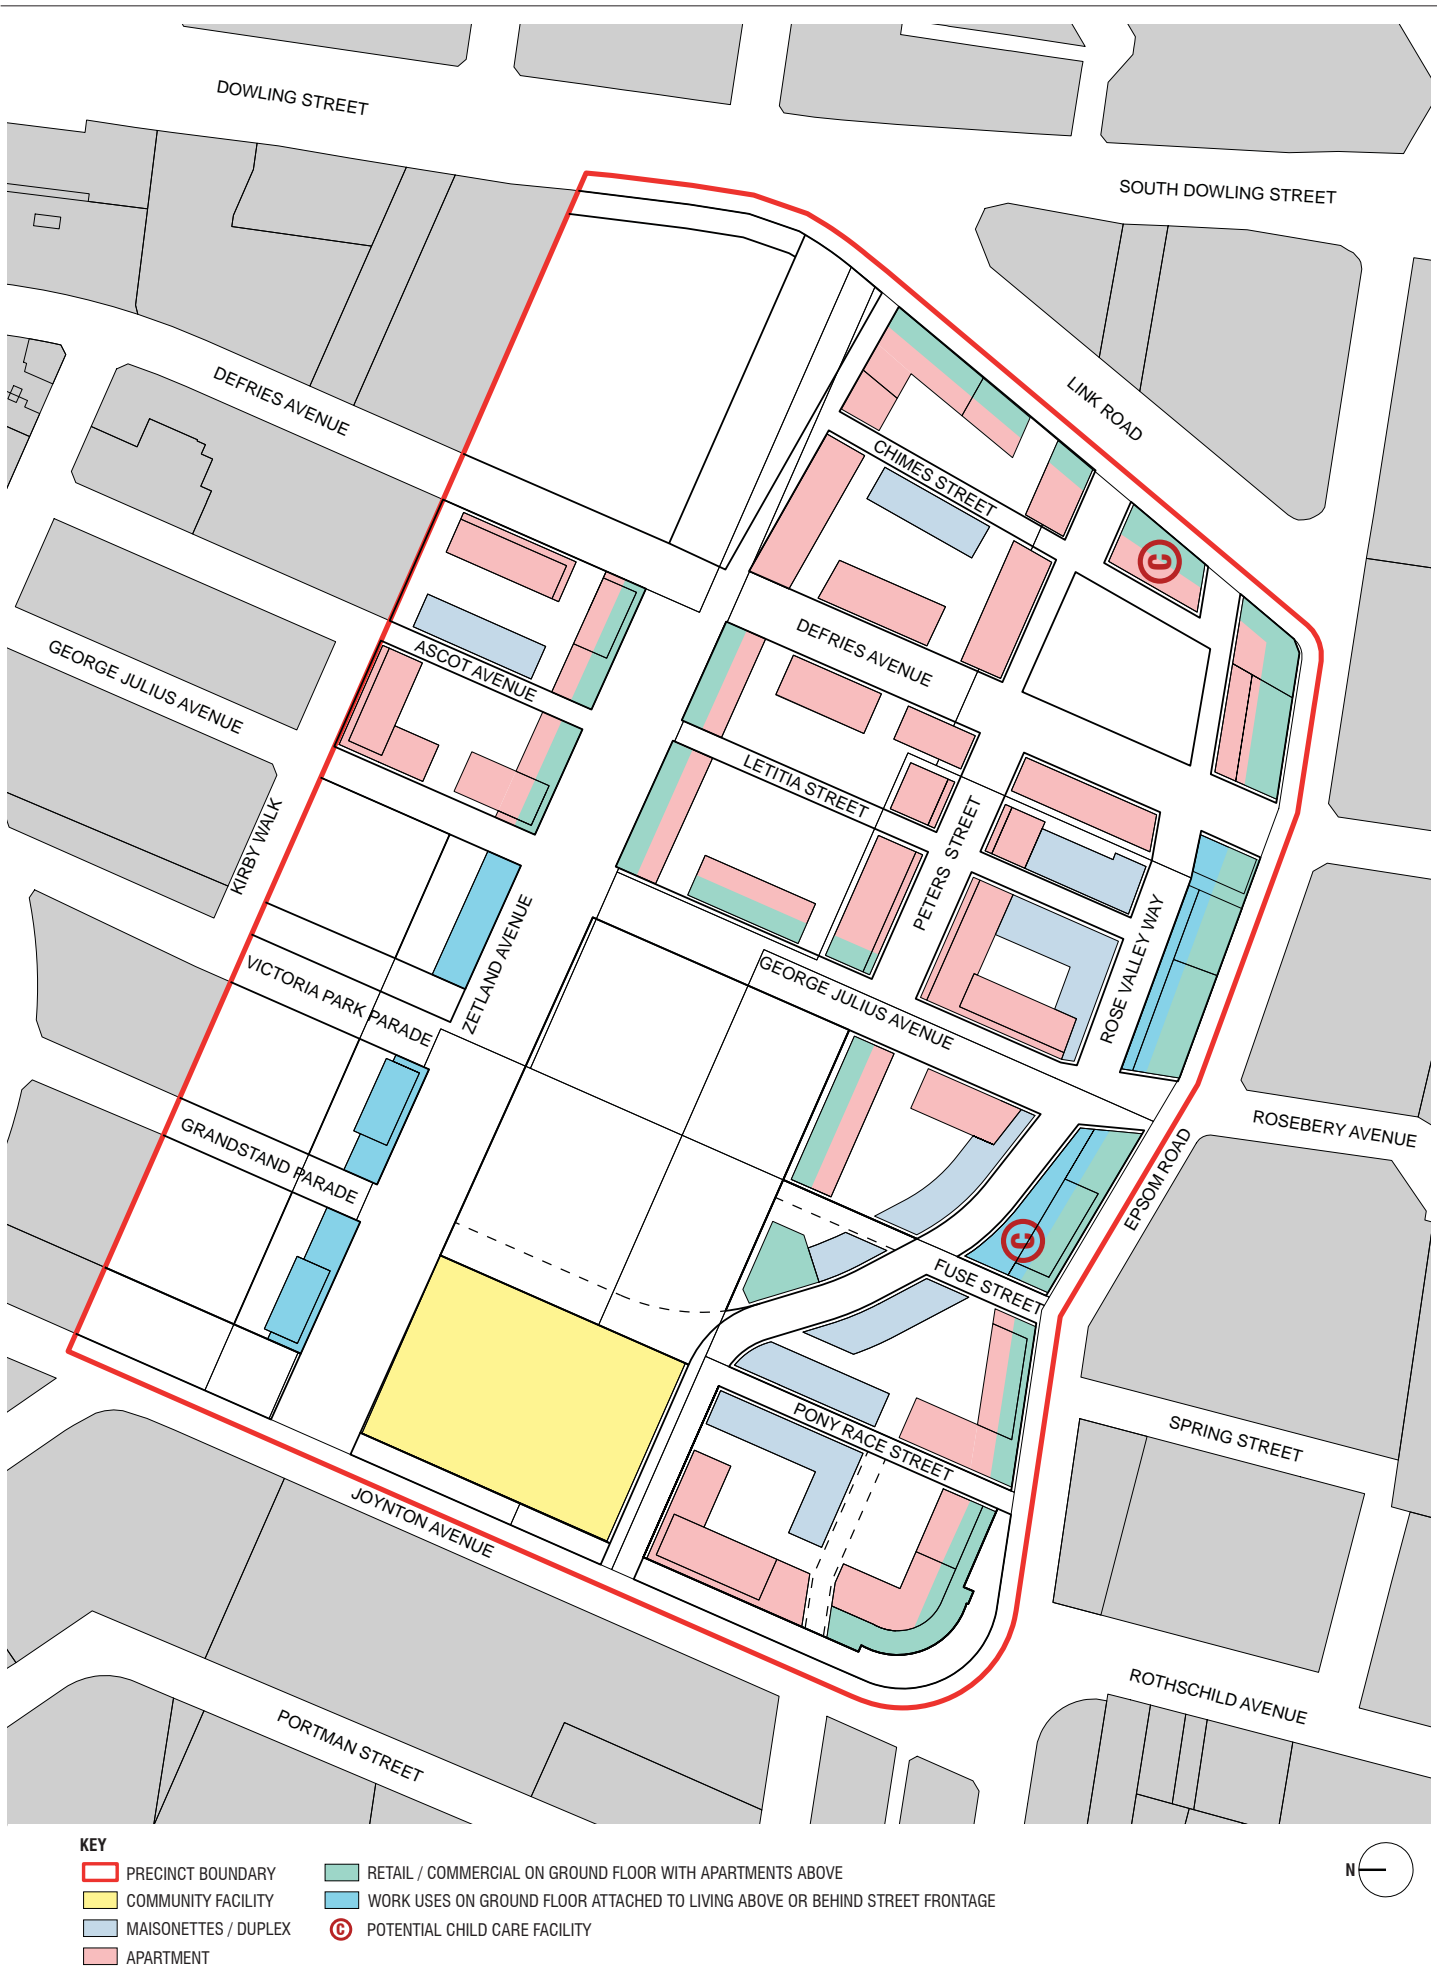 DOWLING STREET
SOUTH DOWLING STREET
LINK ROAD
DEFRIES AVENUE
CHIMES STREET
C
ASCOT AVENUE
DEFRIES AVENUE
GEORGE JULIUS AVENUE
LETITIA STREET
KIRBY WALK
PETERS STREET
ROSE VALLEY WAY
ZETLAND AVENUE
VICTORIA PARK PARADE
GEORGE JULIUS AVENUE
GRANDSTAND PARADE
ROSEBERY AVENUE
EPSOM ROAD
C
FUSE STREET
PONY RACE STREET
SPRING STREET
JOYNTON AVENUE
ROTHSCHILD AVENUE
PORTMAN STREET
KEY
PRECINCT BOUNDARY
COMMUNITY FACILITY
MAISONETTES / DUPLEX
APARTMENT
RETAIL / COMMERCIAL ON GROUND FLOOR WITH APARTMENTS ABOVE
WORK USES ON GROUND FLOOR ATTACHED TO LIVING ABOVE OR BEHIND STREET FRONTAGE
C POTENTIAL CHILD CARE FACILITY
N